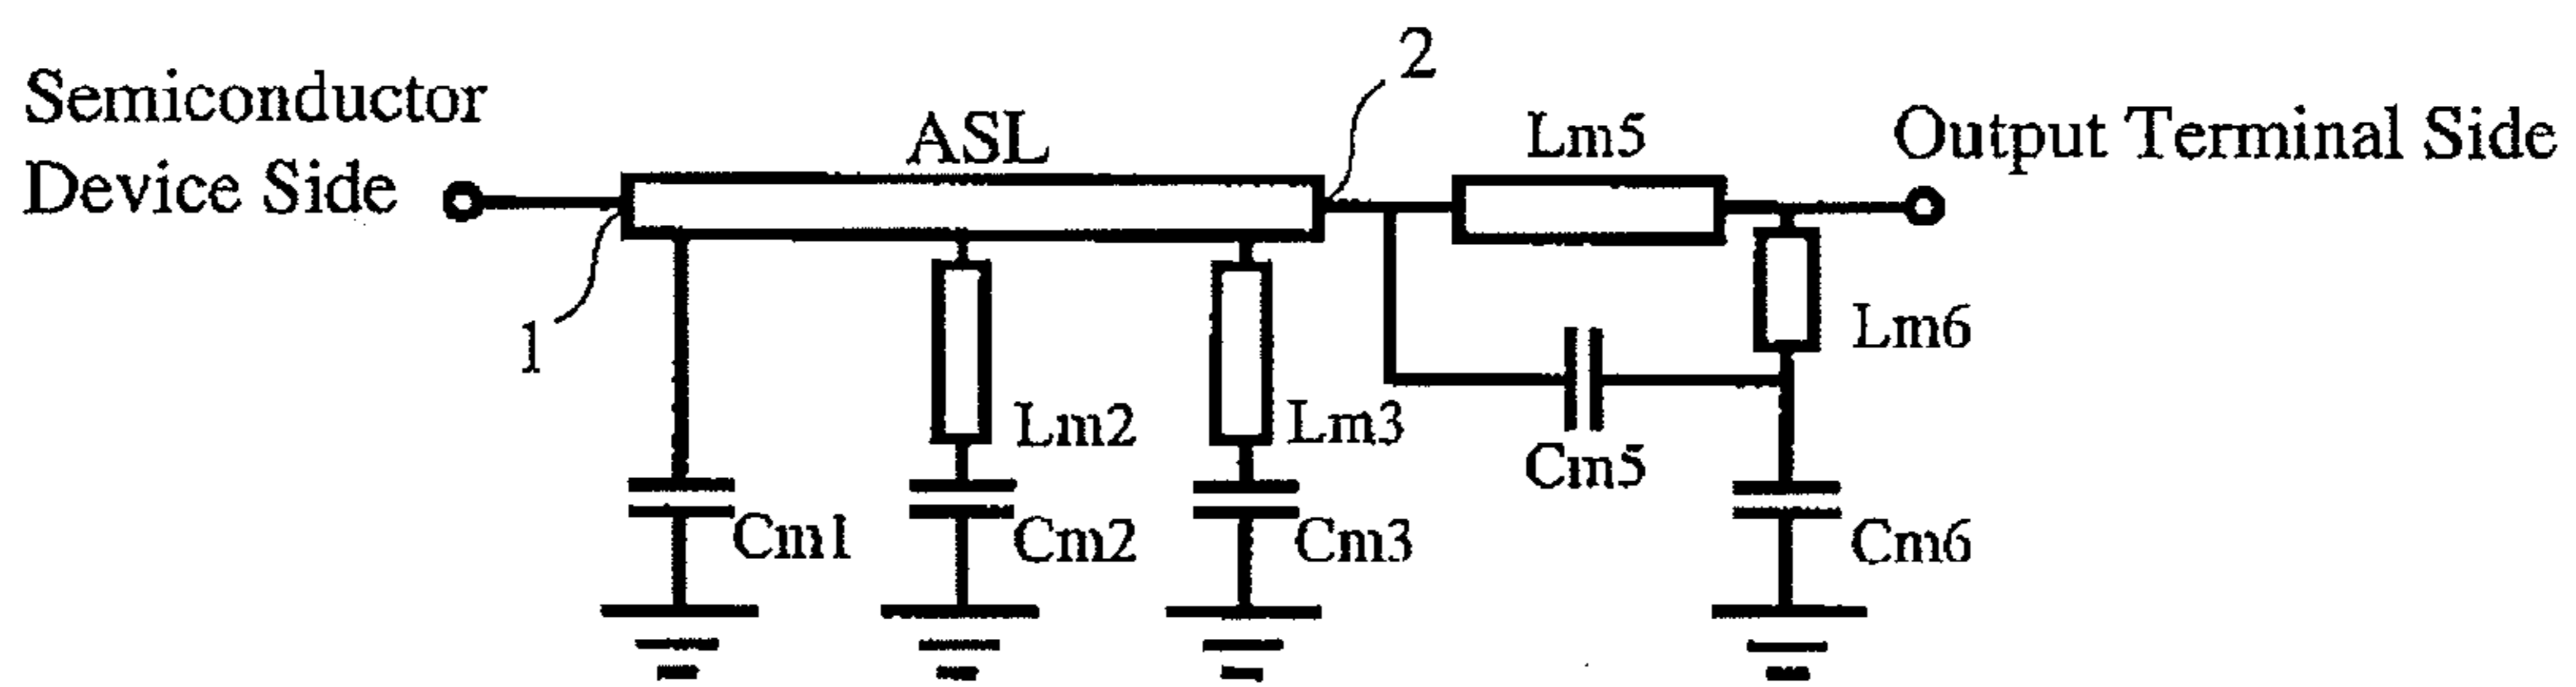 Semiconductor
Device Side
ASL
2
Lm5
Output Terminal Side
1
Lm2
Lm3
Lm6
Cm5
Cm1
Cm2
Cm3
Cm6